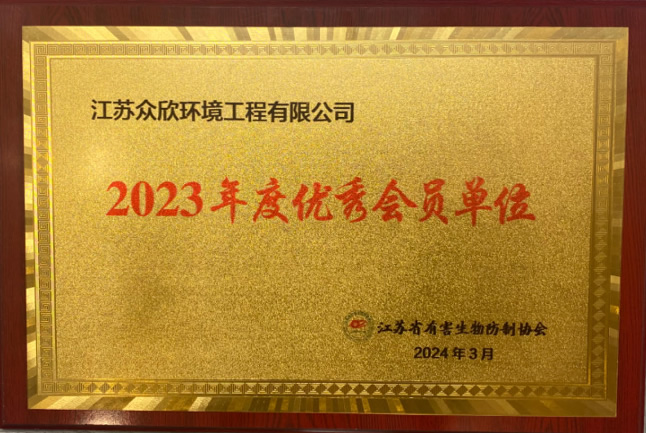 江苏众欣环境工程有限公司
2023年度优秀会员单位
江苏省有害生物防制协会
2024年3月